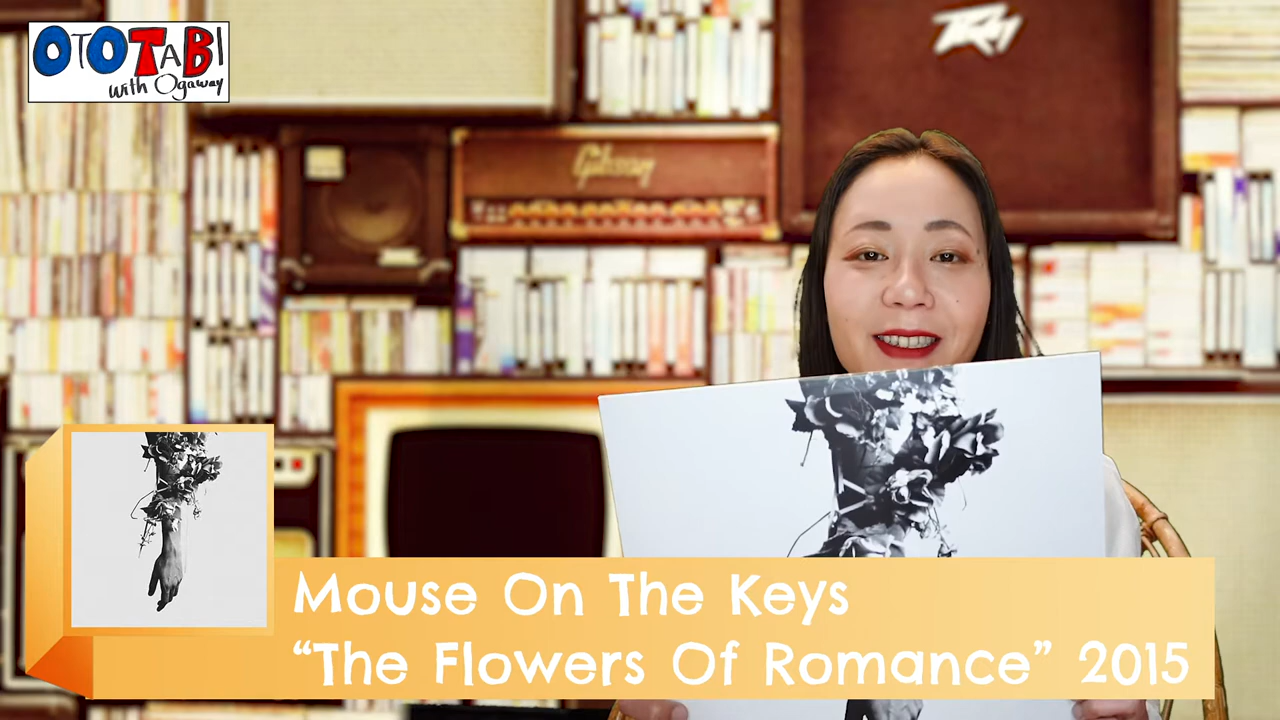 OTOTABI
with Ogaway
Gibson
Mouse On The Keys
“The Flowers Of Romance” 2015